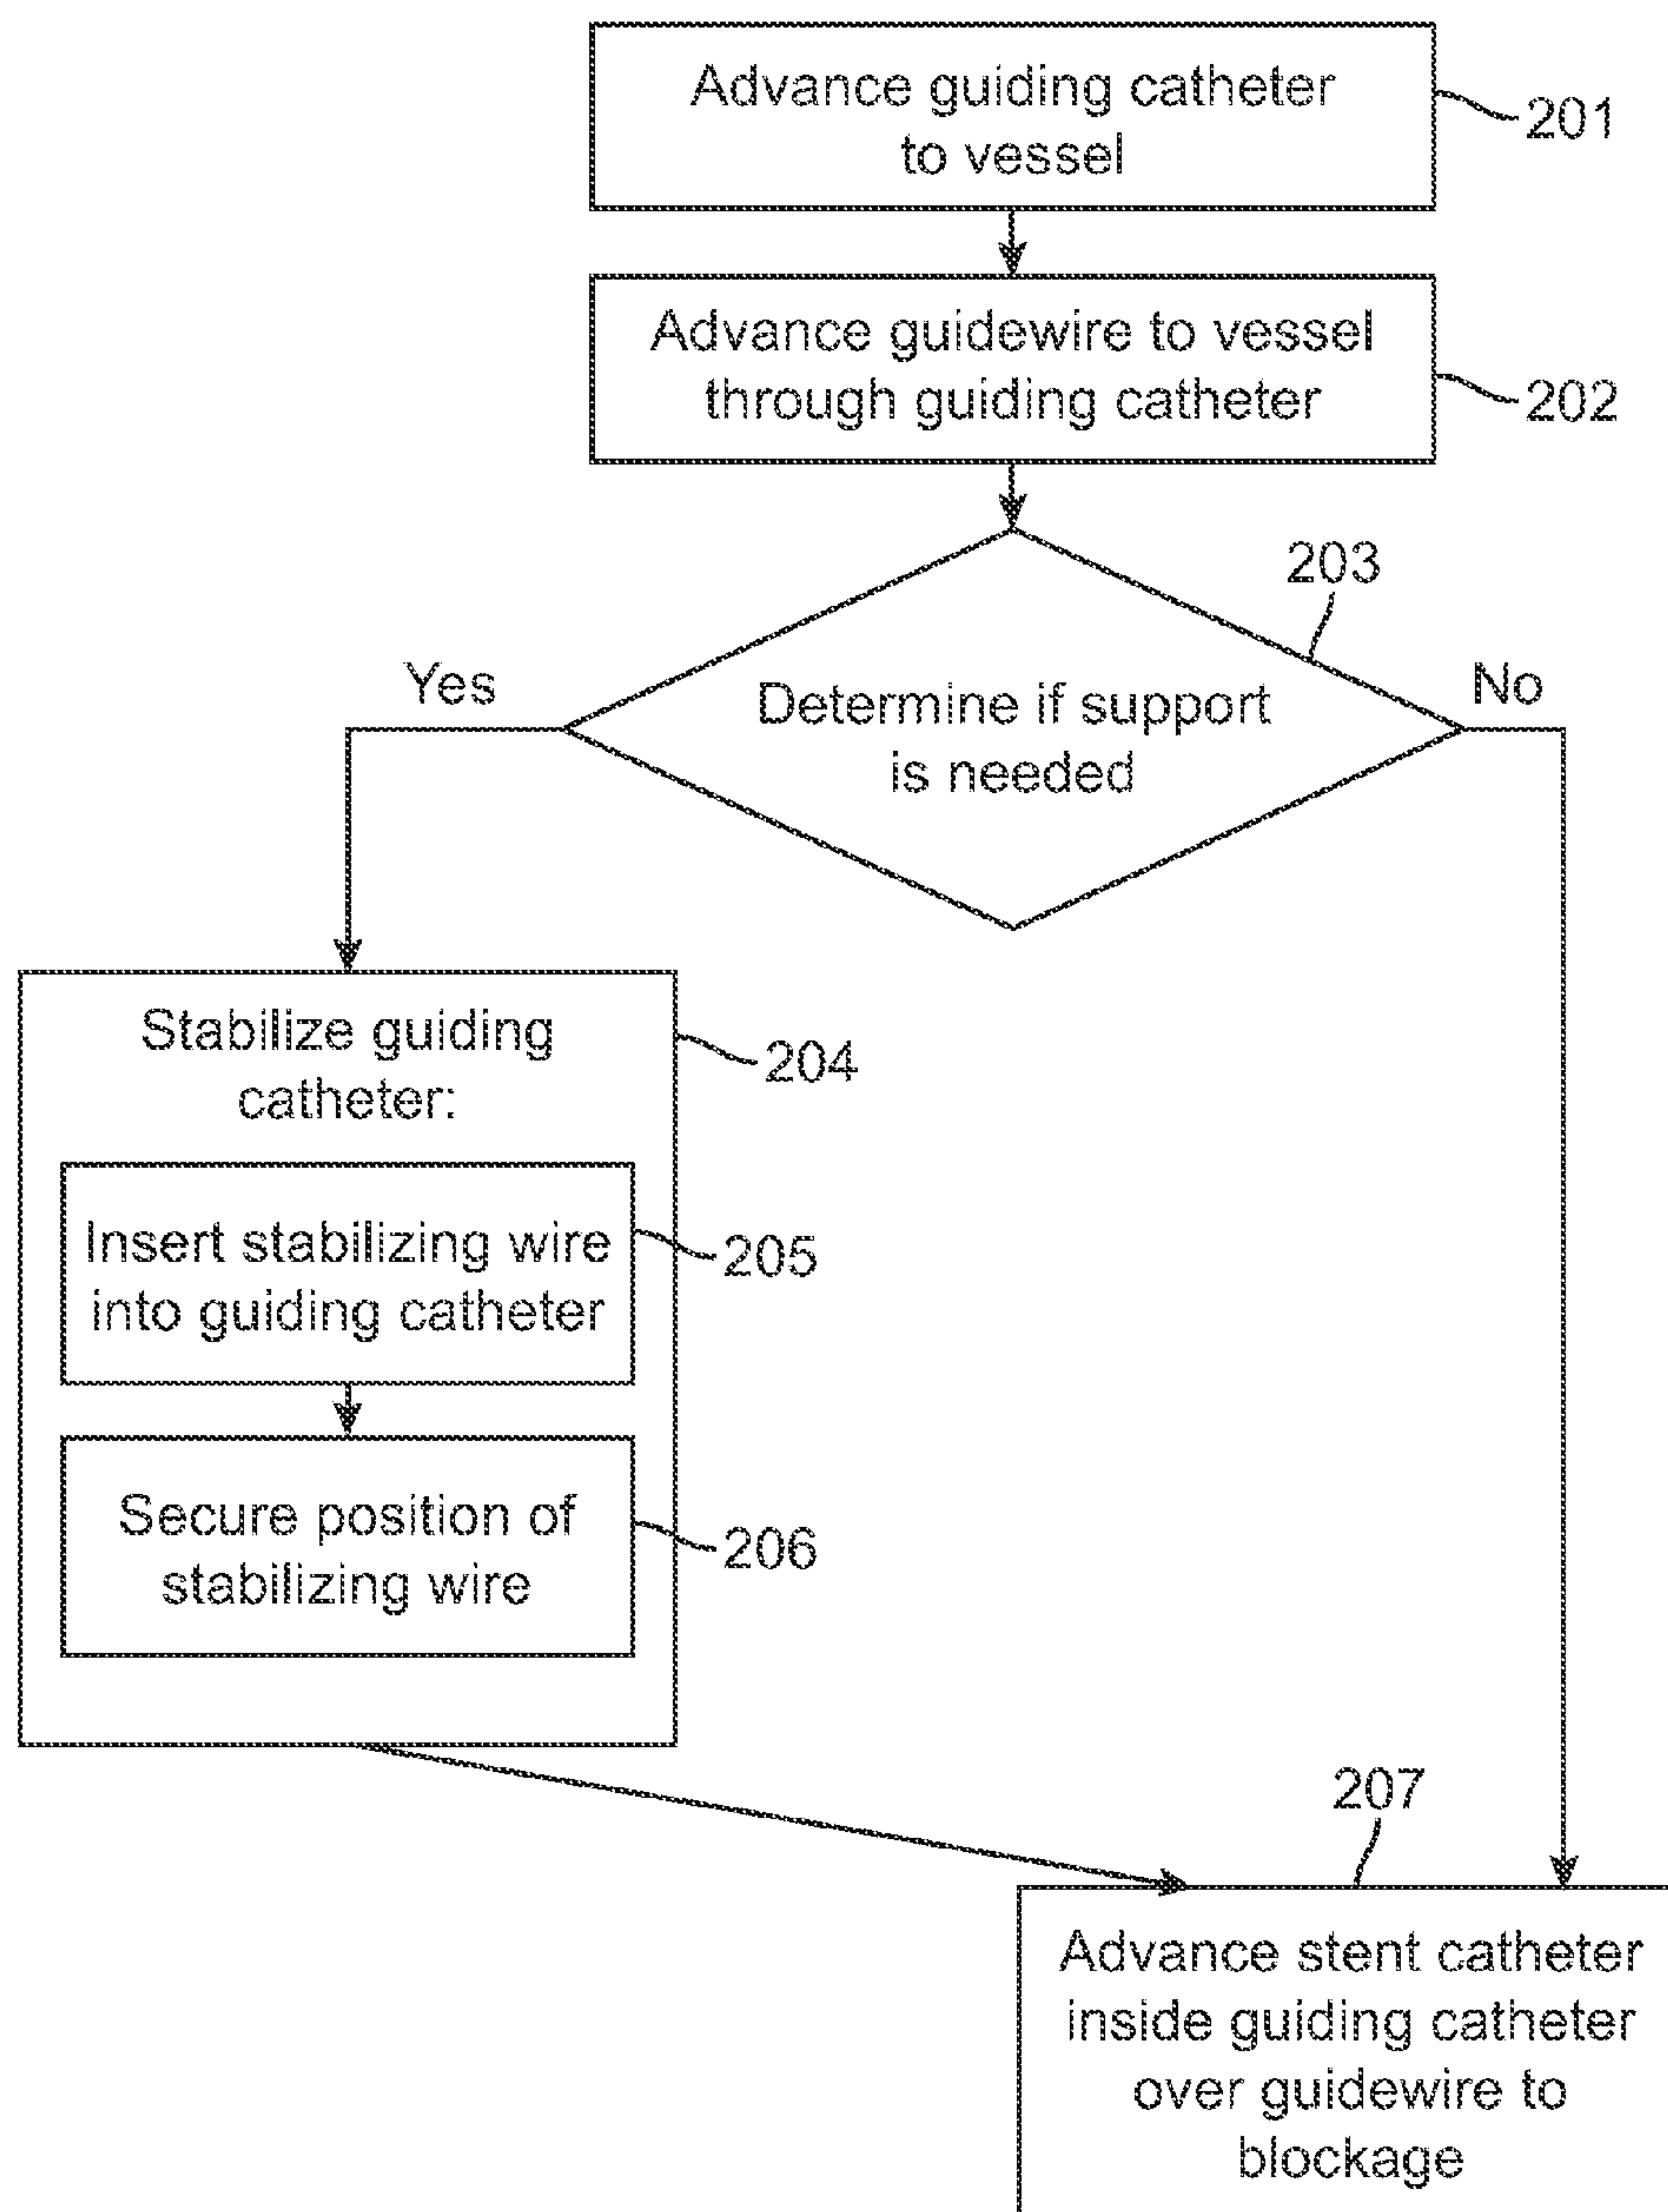 Advance guiding catheter
to vessel
201
Advance guidewire to vessel
through guiding catheter
202
203
Yes
No
Determine if support
is needed
Stabilize guiding
catheter:
204
Insert stabilizing wire
into guiding catheter
205
Secure position of
stabilizing wire
206
207
Advance stent catheter
inside guiding catheter
over guidewire to
blockage